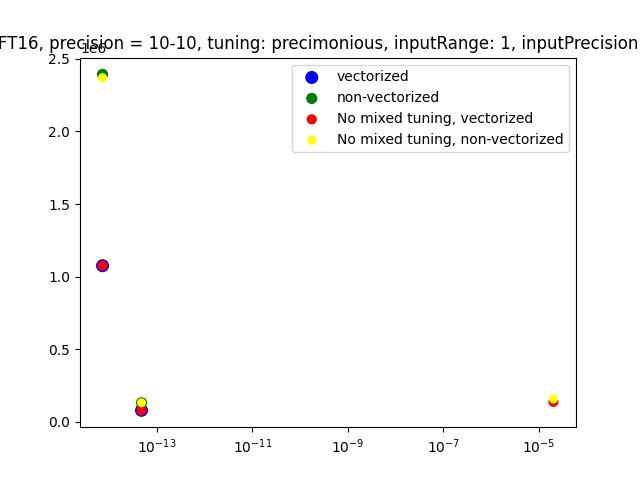 FT16, precision = 10-10, tuning: precimonious, inputRange: 1, inputPrecision
1e6
2.5
2.0
1.5
1.0
0.5
0.0
vectorized
non-vectorized
No mixed tuning, vectorized
No mixed tuning, non-vectorized
10⁻¹³ 10⁻¹¹ 10⁻⁹ 10⁻⁷ 10⁻⁵